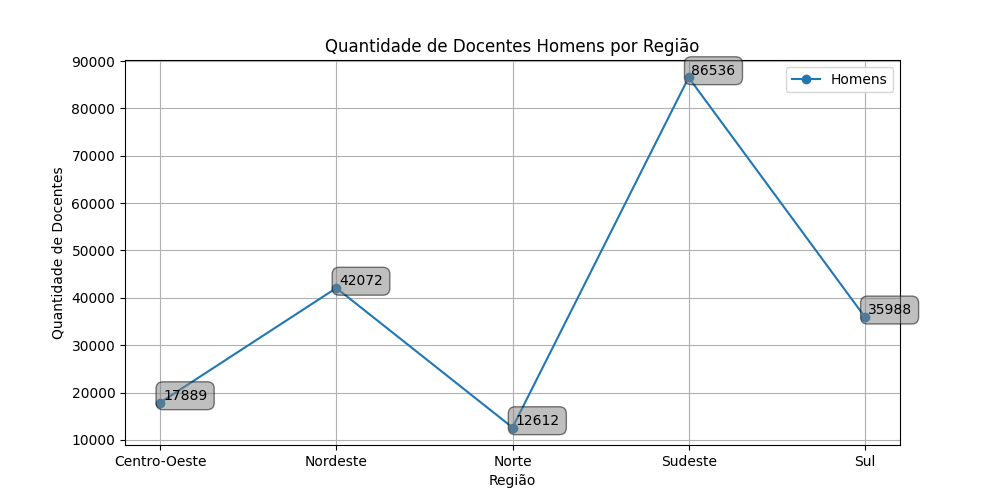 Quantidade de Docentes Homens por Região
Homens
Quantidade de Docentes
90000
80000
70000
60000
50000
40000
30000
20000
10000
17889
42072
12612
86536
35988
Centro-Oeste
Nordeste
Norte
Sudeste
Sul
Região